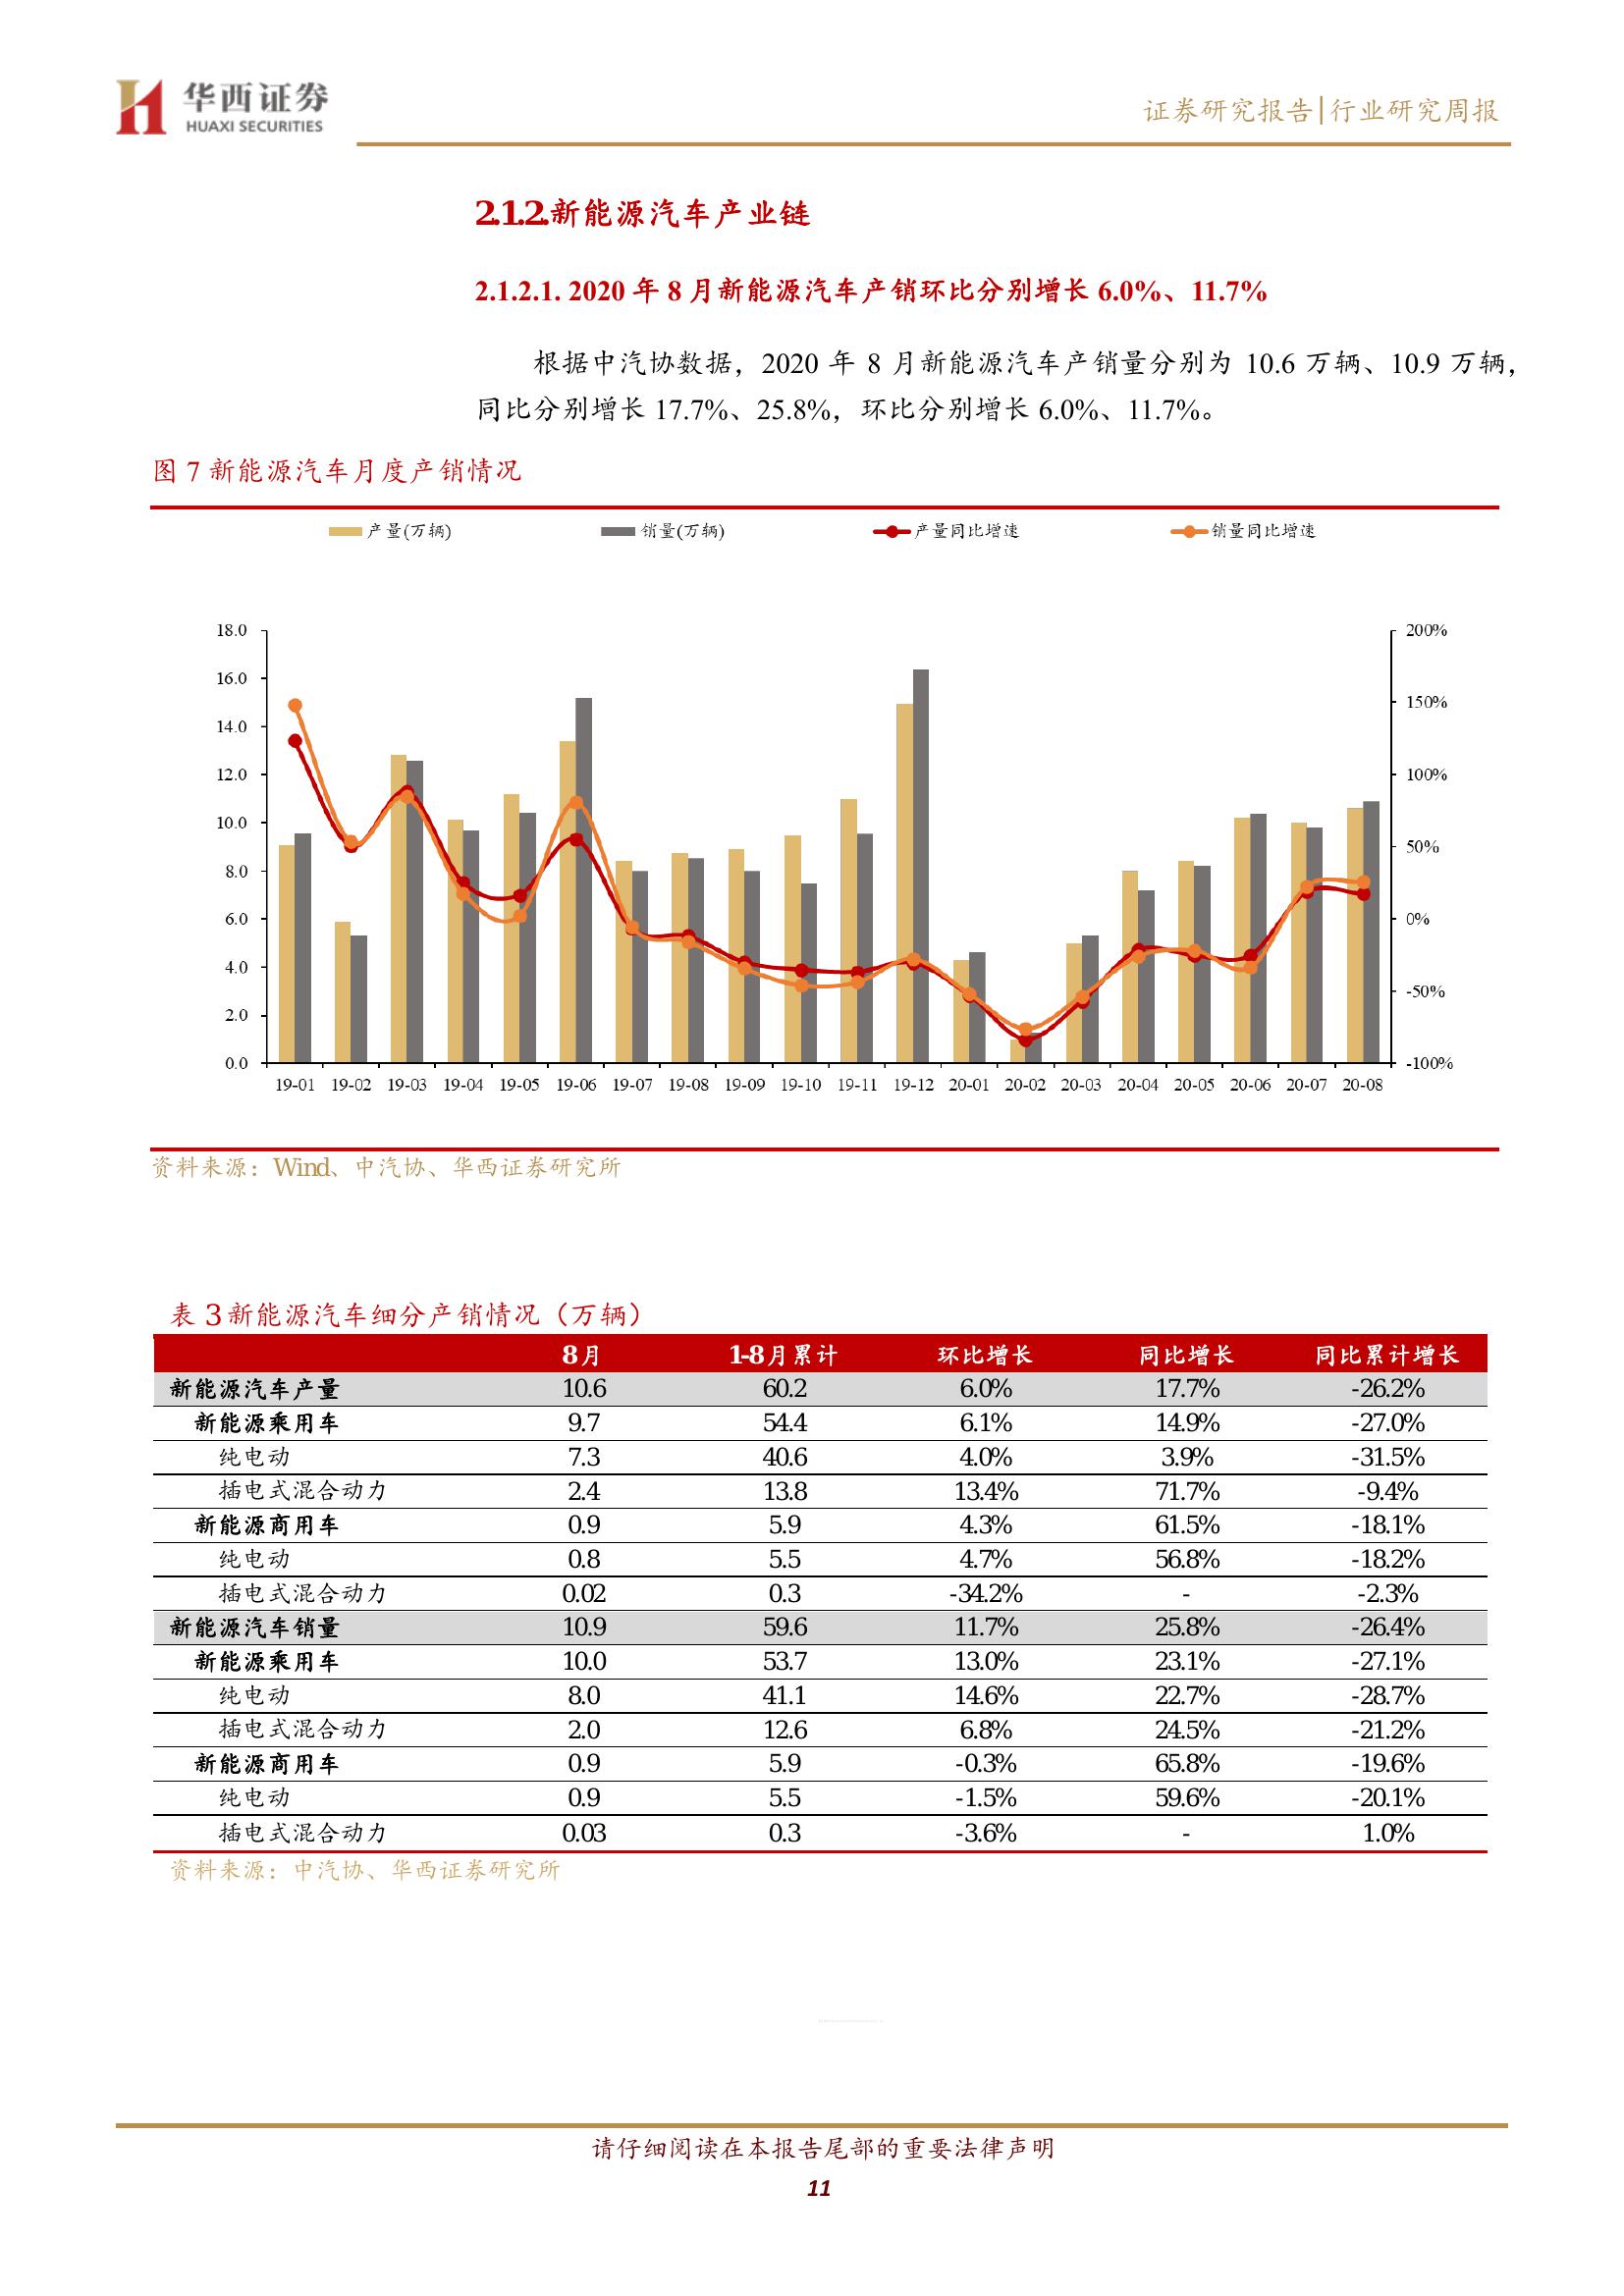 华西证券
HUAXI SECURITIES
证券研究报告|行业研究周报
2.1.2.新能源汽车产业链
2.1.2.1. 2020 年 8 月新能源汽车产销环比分别增长 6.0%、11.7%
根据中汽协数据，2020 年 8 月新能源汽车产销量分别为 10.6 万辆、10.9 万辆，
同比分别增长 17.7%、25.8%，环比分别增长 6.0%、11.7%。
图 7 新能源汽车月度产销情况
产量(万辆) 销量(万辆) 产量同比增速 销量同比增速
18.0 200%
16.0
150%
14.0
12.0 100%
10.0
50%
8.0
6.0 0%
4.0
-50%
2.0
0.0 -100%
19-01 19-02 19-03 19-04 19-05 19-06 19-07 19-08 19-09 19-10 19-11 19-12 20-01 20-02 20-03 20-04 20-05 20-06 20-07 20-08
资料来源：Wind、中汽协、华西证券研究所
表 3 新能源汽车细分产销情况（万辆）
8月 1-8月累计 环比增长 同比增长 同比累计增长
新能源汽车产量 10.6 60.2 6.0% 17.7% -26.2%
新能源乘用车 9.7 54.4 6.1% 14.9% -27.0%
纯电动 7.3 40.6 4.0% 3.9% -31.5%
插电式混合动力 2.4 13.8 13.4% 71.7% -9.4%
新能源商用车 0.9 5.9 4.3% 61.5% -18.1%
纯电动 0.8 5.5 4.7% 56.8% -18.2%
插电式混合动力 0.02 0.3 -34.2% - -2.3%
新能源汽车销量 10.9 59.6 11.7% 25.8% -26.4%
新能源乘用车 10.0 53.7 13.0% 23.1% -27.1%
纯电动 8.0 41.1 14.6% 22.7% -28.7%
插电式混合动力 2.0 12.6 6.8% 24.5% -21.2%
新能源商用车 0.9 5.9 -0.3% 65.8% -19.6%
纯电动 0.9 5.5 -1.5% 59.6% -20.1%
插电式混合动力 0.03 0.3 -3.6% - 1.0%
资料来源：中汽协、华西证券研究所
请仔细阅读在本报告尾部的重要法律声明
11